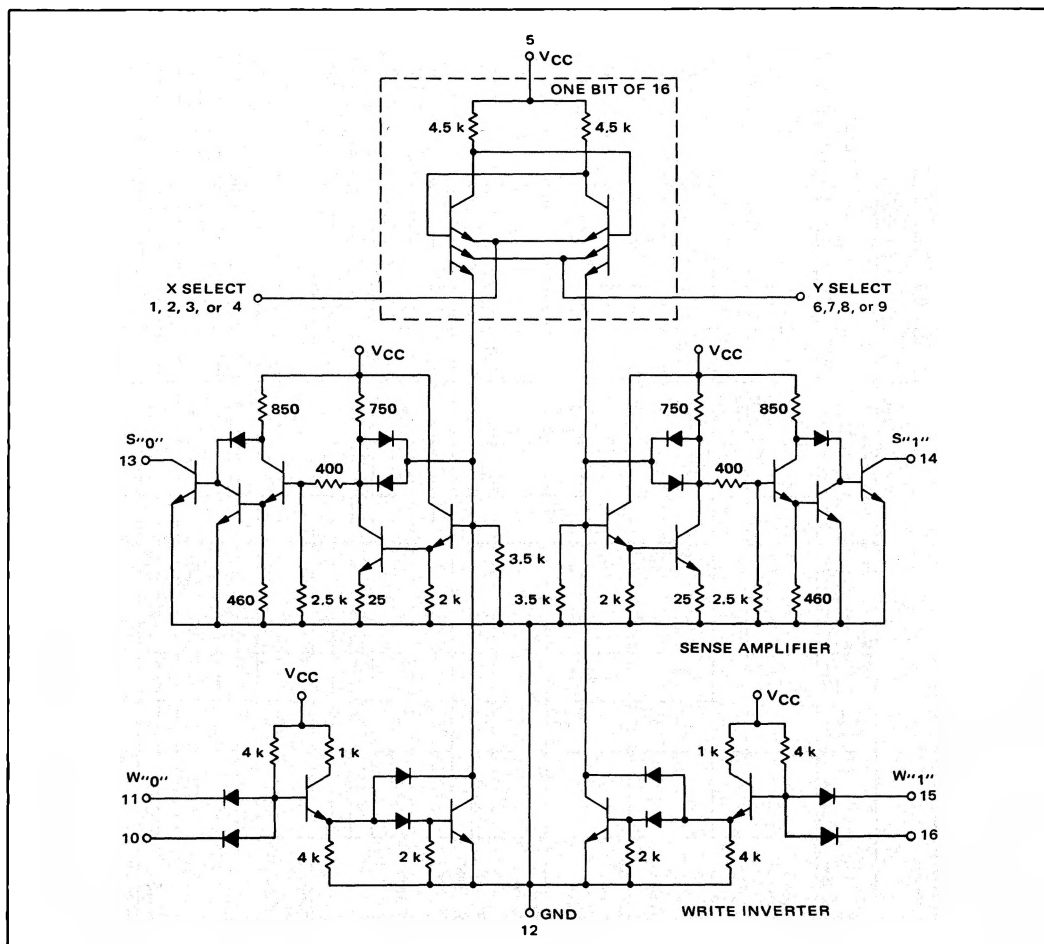 5
VCC
ONE BIT OF 16
4.5 k 4.5 k
X SELECT
1, 2, 3, or 4
Y SELECT
6,7,8, or 9
VCC VCC
850 750 750 850
S"0"
13
S"1"
14
400 400
3.5 k
460 2.5 k 25 2 k 3.5 k 2 k 25 2.5 k 460
SENSE AMPLIFIER
VCC VCC
4 k 1 k 1 k 4 k
W"0"
11
W"1"
15
10 16
4 k 2 k 2 k 4 k
GND
12
WRITE INVERTER